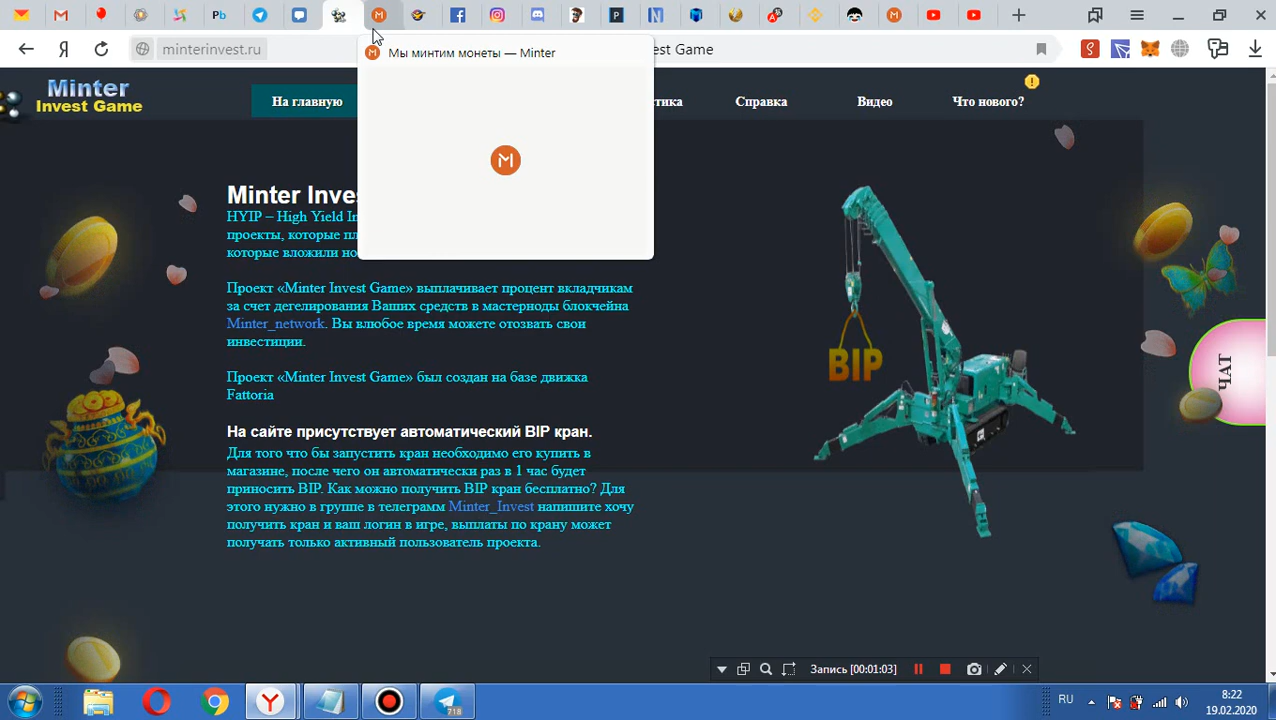 Pb
minterinvest.ru
est Game
Мы минтим монеты — Minter
Minter
Invest Game
На главную
тика
Справка
Видео
Что нового?
Minter Inve
HYIP – High Yield In
проекты, которые пл
которые вложили но
Проект «Minter Invest Game» выплачивает процент вкладчикам
за счет дегелирования Ваших средств в мастерноды блокчейна
Minter_network. Вы влюбое время можете отозвать свои
инвестиции.
Проект «Minter Invest Game» был создан на базе движка
Fattoria
На сайте присутствует автоматический BIP кран.
Для того что бы запустить кран необходимо его купить в
магазине, после чего он автоматически раз в 1 час будет
приносить BIP. Как можно получить BIP кран бесплатно? Для
этого нужно в группе в телеграмм Minter_Invest напишите хочу
получить кран и ваш логин в игре, выплаты по крану может
получать только активный пользователь проекта.
BIP
ЧАТ
Запись [00:01:03]
718
RU
8:22
19.02.2020